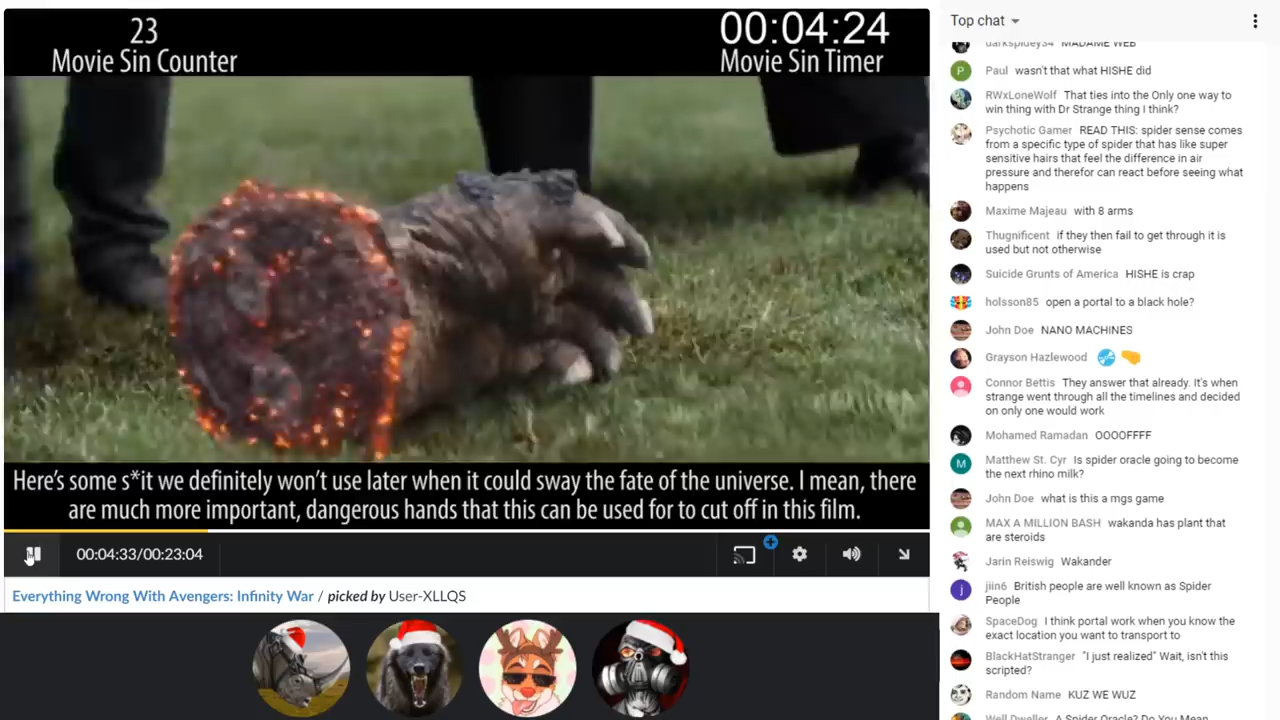 23
Movie Sin Counter
00:04:24
Movie Sin Timer
Here's some s*it we definitely won't use later when it could sway the fate of the universe. I mean, there
are much more important, dangerous hands that this can be used for to cut off in this film.
00:04:33/00:23:04
Everything Wrong With Avengers: Infinity War / picked by User-XLLQS
Top chat
darkspidey34 MADAME WEB
P Paul wasn't that what HISHE did
RWxLoneWolf That ties into the Only one way to
win thing with Dr Strange thing I think?
Psychotic Gamer READ THIS: spider sense comes
from a specific type of spider that has like super
sensitive hairs that feel the difference in air
pressure and therefor can react before seeing what
happens
Maxime Majeau with 8 arms
Thugnificent if they then fail to get through it is
used but not otherwise
Suicide Grunts of America HISHE is crap
holsson85 open a portal to a black hole?
John Doe NANO MACHINES
Grayson Hazlewood
Connor Bettis They answer that already. It's when
strange went through all the timelines and decided
on only one would work
Mohamed Ramadan OOOOFFFF
M Matthew St. Cyr Is spider oracle going to become
the next rhino milk?
John Doe what is this a mgs game
MAX A MILLION BASH wakanda has plant that
are steroids
Jarin Reiswig Wakander
j jiin6 British people are well known as Spider
People
SpaceDog I think portal work when you know the
exact location you want to transport to
BlackHatStranger "I just realized" Wait, isn't this
scripted?
Random Name KUZ WE WUZ
Well Dweller A Spider Oracle? Do You Mean